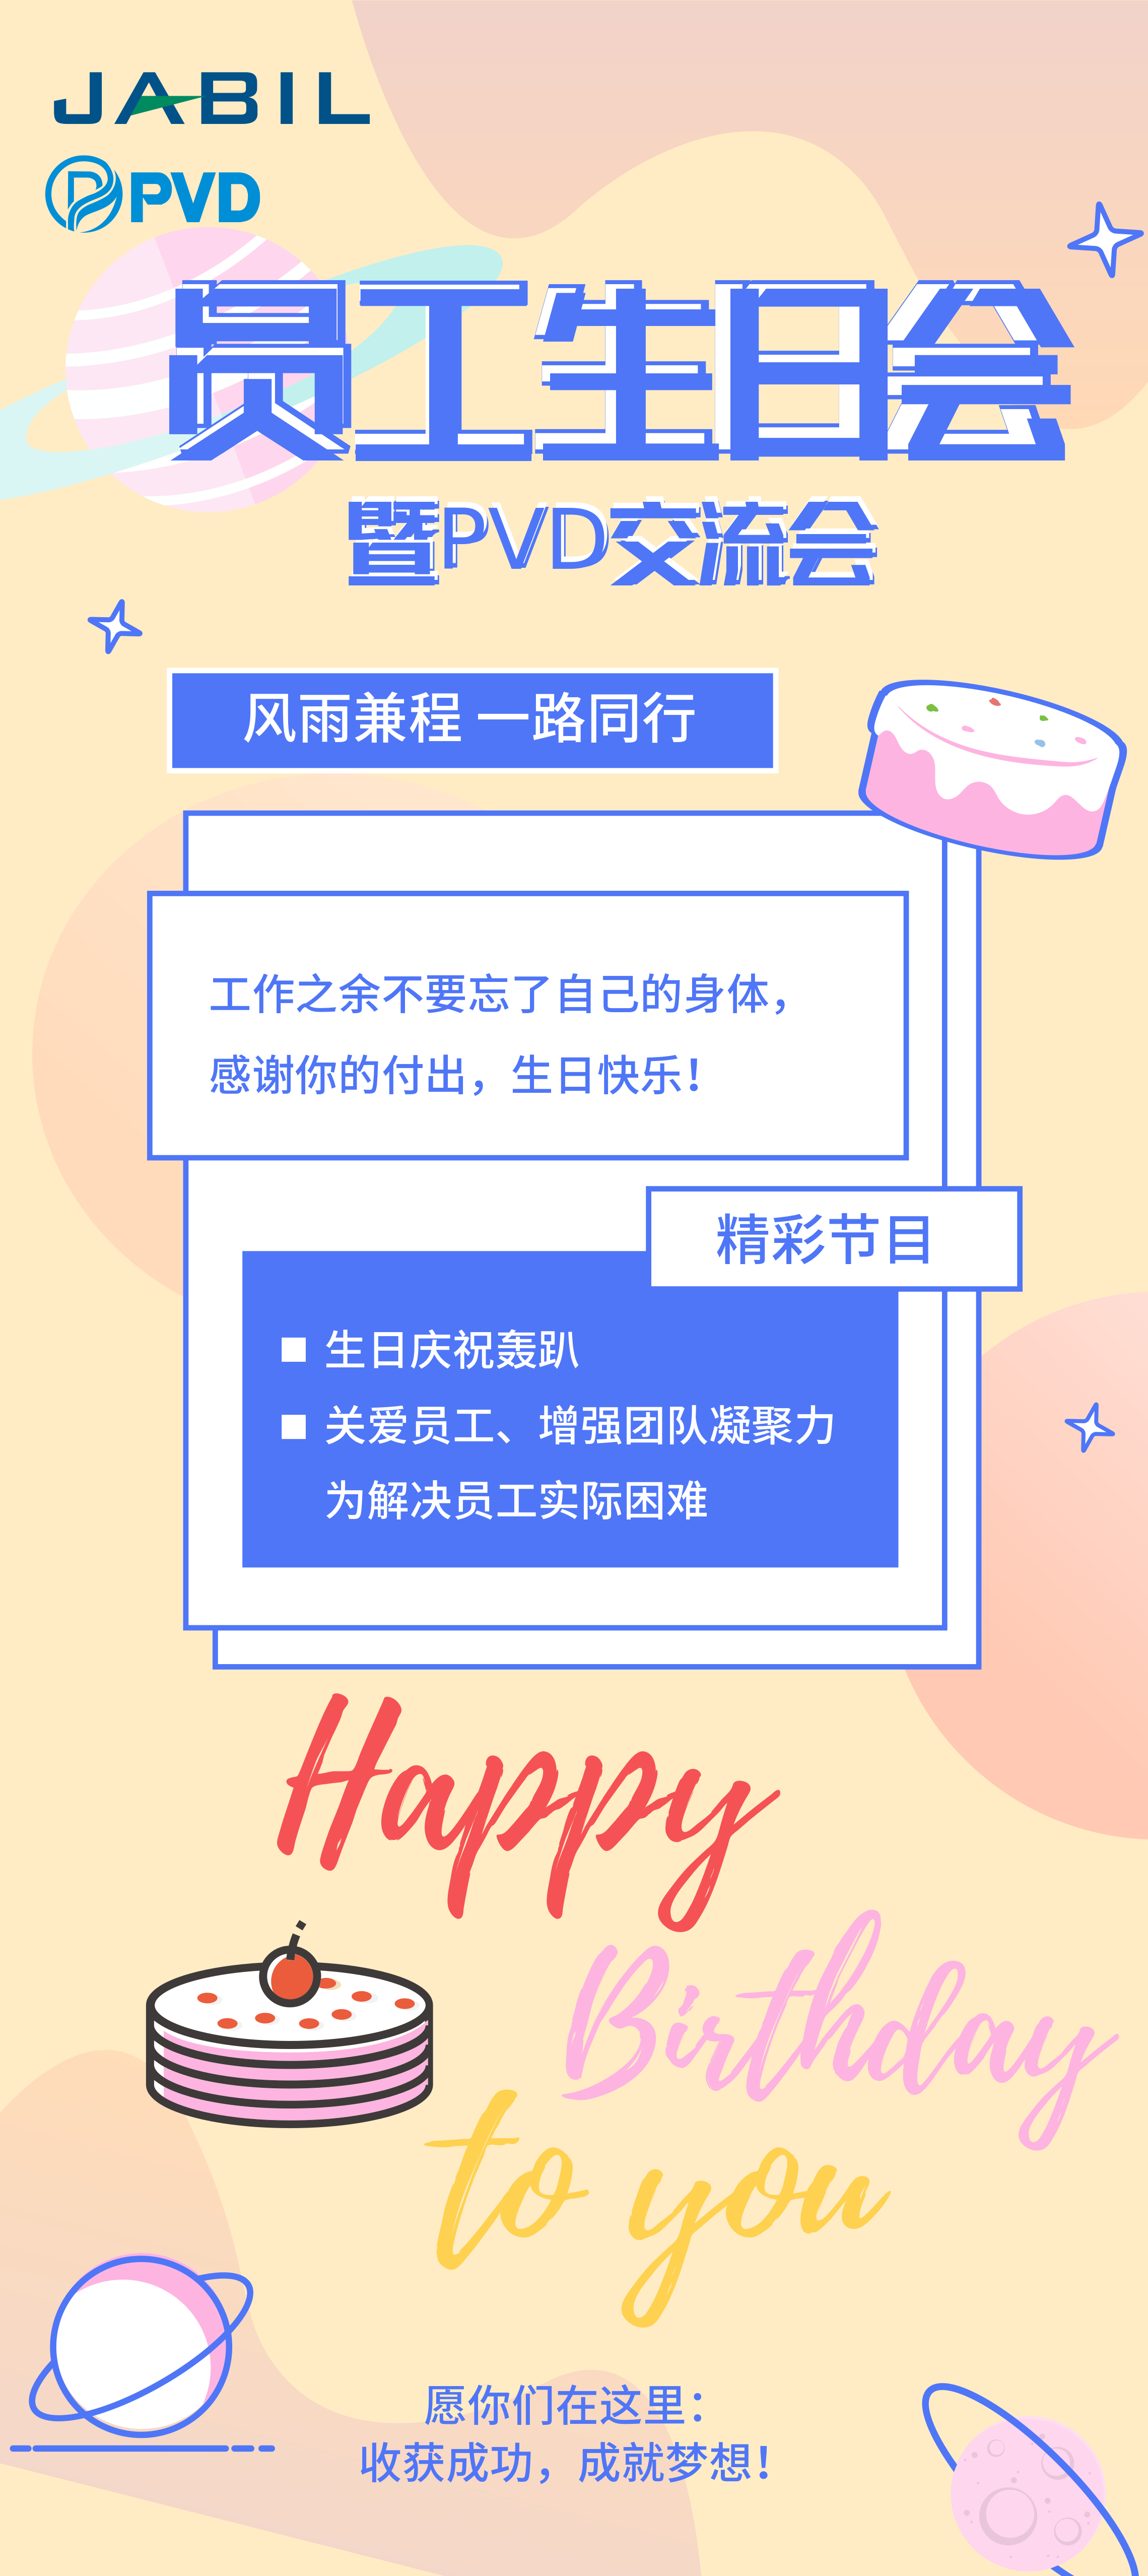 JABIL
PVD
员工生日会
暨PVD交流会
风雨兼程 一路同行
工作之余不要忘了自己的身体，
感谢你的付出，生日快乐！
精彩节目
生日庆祝轰趴
关爱员工、增强团队凝聚力
为解决员工实际困难
Happy
Birthday
to you
愿你们在这里：
收获成功，成就梦想！